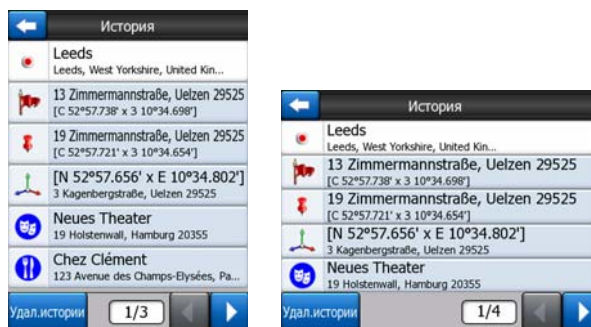 История
Leeds
Leeds, West Yorkshire, United Kin...
13 Zimmermannstraße, Uelzen 29525
[С 52°57.738' x З 10°34.698']
19 Zimmermannstraße, Uelzen 29525
[С 52°57.721' x З 10°34.654']
[N 52°57.656' x E 10°34.802']
3 Kagenbergstraße, Uelzen 29525
Neues Theater
19 Holstenwall, Hamburg 20355
Chez Clément
123 Avenue des Champs-Elysées, Pa...
Удал.истории
1/3
История
Leeds
Leeds, West Yorkshire, United Kin...
13 Zimmermannstraße, Uelzen 29525
[С 52°57.738' x З 10°34.698']
19 Zimmermannstraße, Uelzen 29525
[С 52°57.721' x З 10°34.654']
[N 52°57.656' x E 10°34.802']
3 Kagenbergstraße, Uelzen 29525
Neues Theater
19 Holstenwall, Hamburg 20355
Удал.истории
1/4